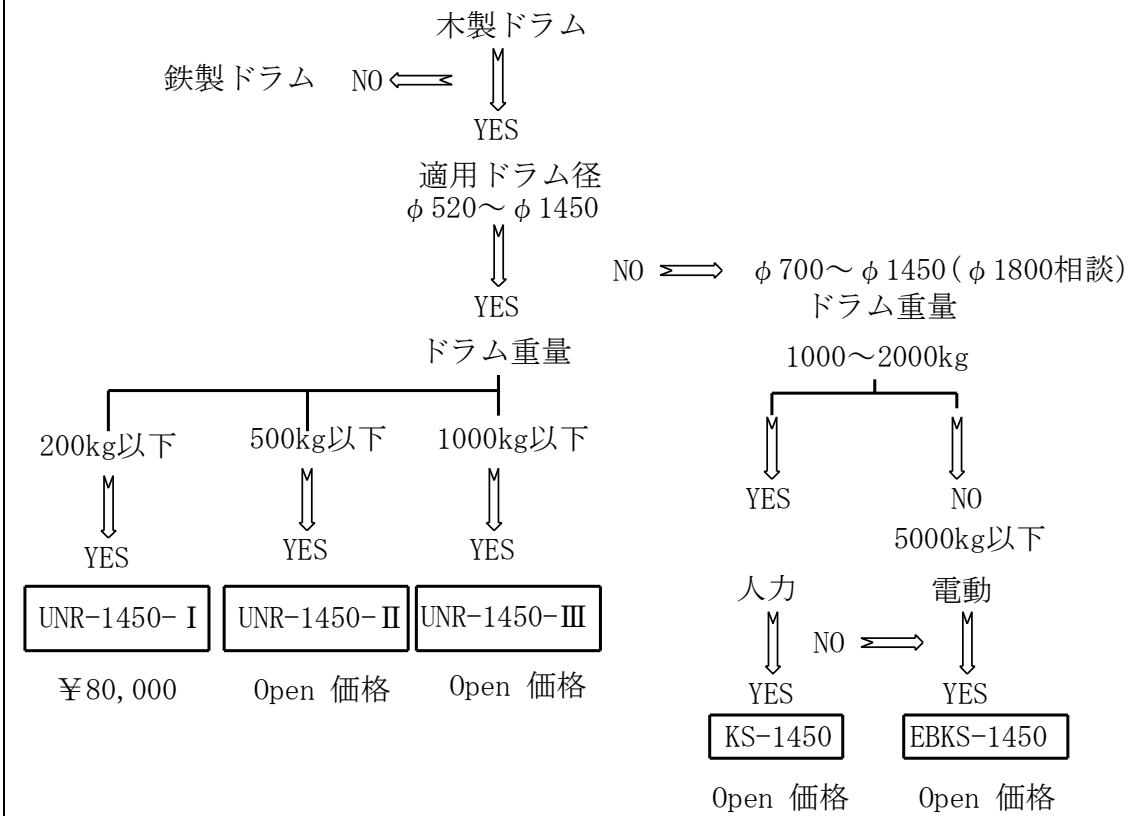 木製ドラム
鉄製ドラム NO
YES
適用ドラム径
φ520～φ1450
NO φ700～φ1450(φ1800相談)
YES
ドラム重量
ドラム重量
1000～2000kg
200kg以下 500kg以下 1000kg以下
YES NO
5000kg以下
YES YES YES
人力 電動
UNR-1450-Ⅰ UNR-1450-Ⅱ UNR-1450-Ⅲ
NO
¥80,000 Open 価格 Open 価格
YES YES
KS-1450 EBKS-1450
Open 価格 Open 価格